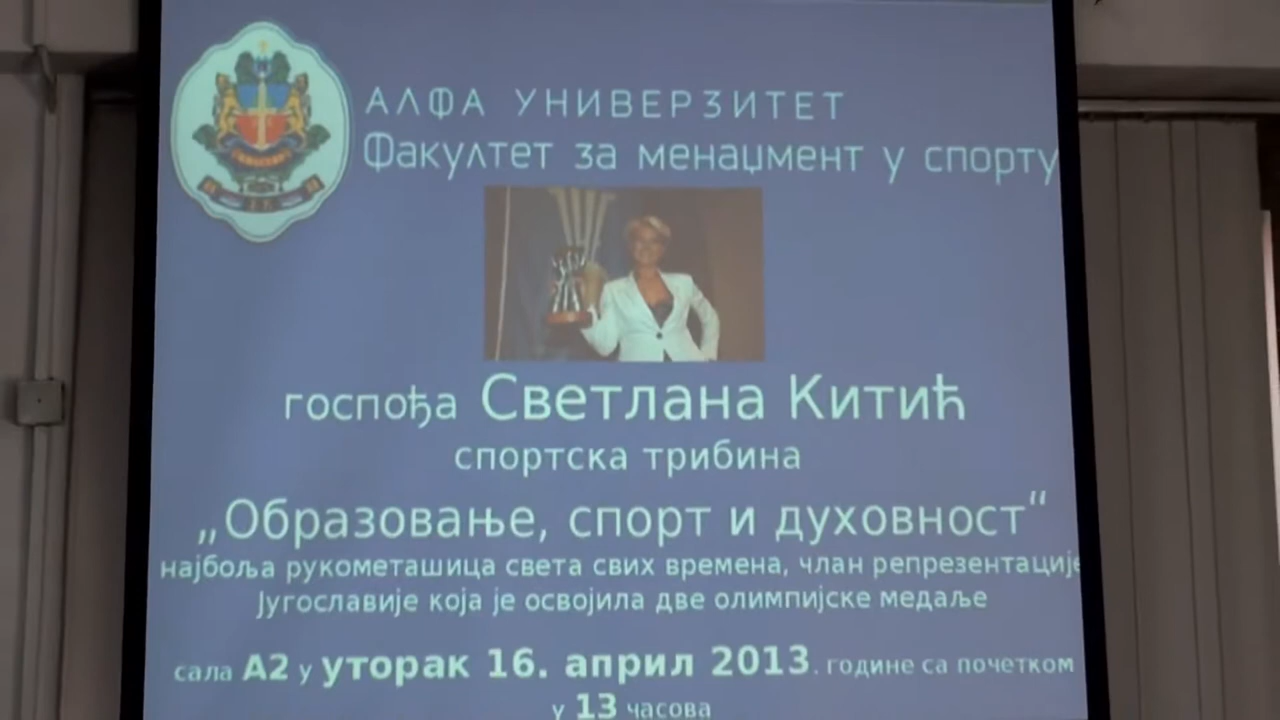 АЛФА УНИВЕРЗИТЕТ
Факултет за менаџмент у спорту
госпођа Светлана Китић
спортска трибина
„Образовање, спорт и духовност“
најбоља рукометашица света свих времена, члан репрезентације
Југославије која је освојила две олимпијске медаље
сала А2 у уторак 16. април 2013. године са почетком
у 13 часова